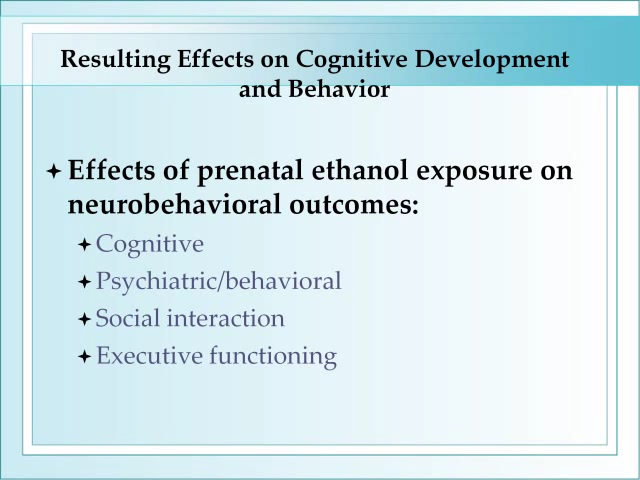 Resulting Effects on Cognitive Development
and Behavior
Effects of prenatal ethanol exposure on
neurobehavioral outcomes:
Cognitive
Psychiatric/behavioral
Social interaction
Executive functioning